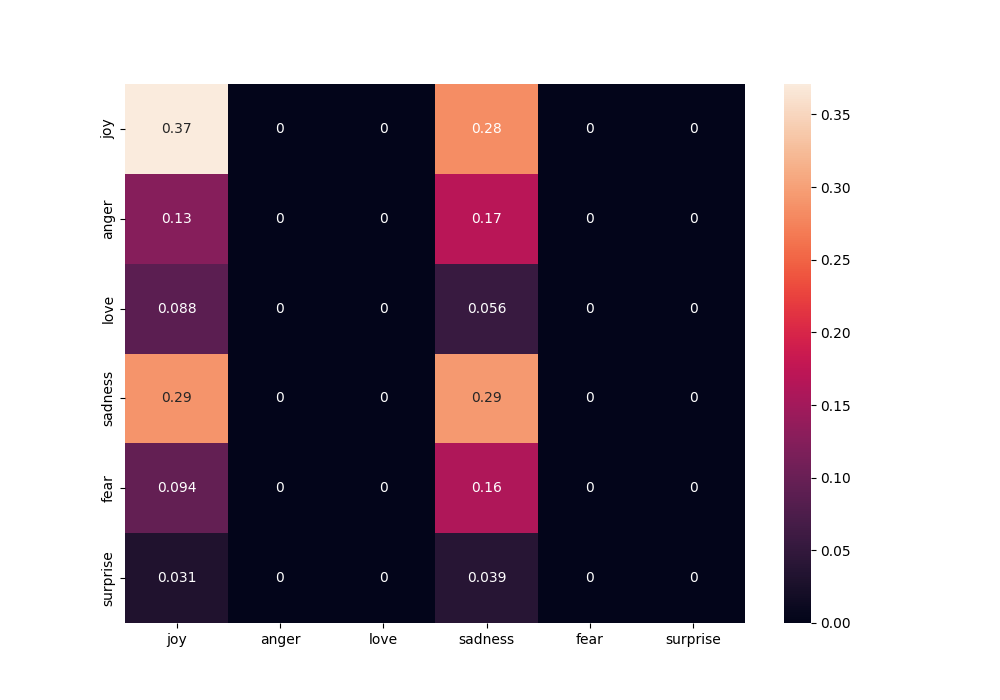 joy 0.37 0 0 0.28 0 0
anger 0.13 0 0 0.17 0 0
love 0.088 0 0 0.056 0 0
sadness 0.29 0 0 0.29 0 0
fear 0.094 0 0 0.16 0 0
surprise 0.031 0 0 0.039 0 0
joy anger love sadness fear surprise
0.35
0.30
0.25
0.20
0.15
0.10
0.05
0.00